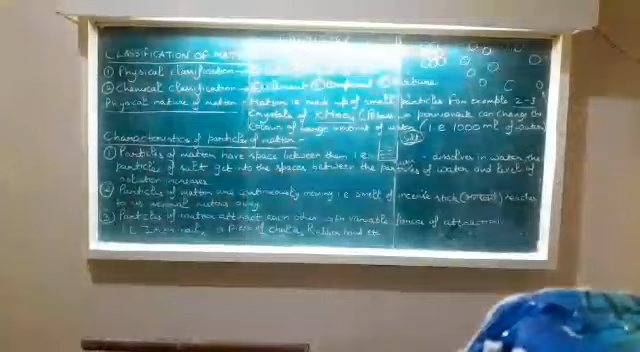 CLASSIFICATION OF MATT
① Physical classification -
② Chemical classification - ① Element ② Compound ③ Mixture
Physical nature of matter - Matter is made up of small particles For example 2-3
Crystals of KMnO4 permanganate can change the
Colour of large amount of water (i.e 1000 ml of water)
Characteristics of particles of matter -
① Particles of matter have space between them i.e - dissolves in water the
particles of salt get into the spaces between the particles of water and level of
solution increases
② Particles of matter are continuously moving i.e smell of incense stick reaches
to us several meters away
③ Particles of matter attract each other with variable forces of attraction
i.e Iron nail, a piece of chalk, Rubber band etc